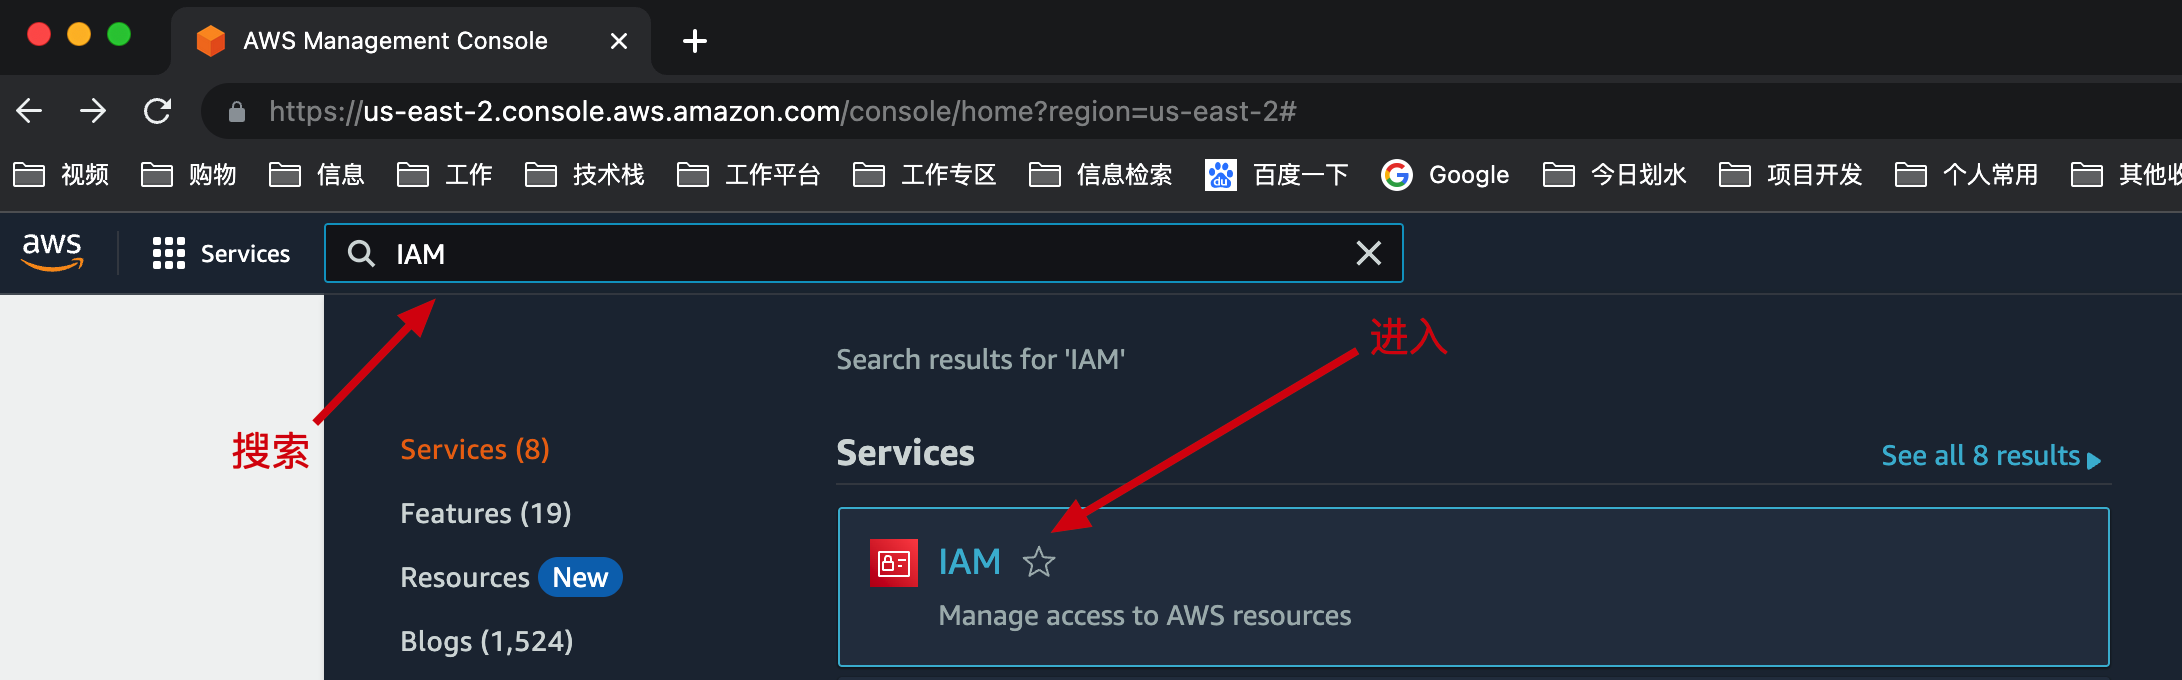 AWS Management Console
https://us-east-2.console.aws.amazon.com/console/home?region=us-east-2#
视频 购物 信息 工作 技术栈 工作平台 工作专区 信息检索 du 百度一下 G Google 今日划水 项目开发 个人常用 其他收
aws Services IAM
进入
Search results for 'IAM'
搜索
Services (8)
Services
See all 8 results
Features (19)
IAM
Resources New
Manage access to AWS resources
Blogs (1,524)